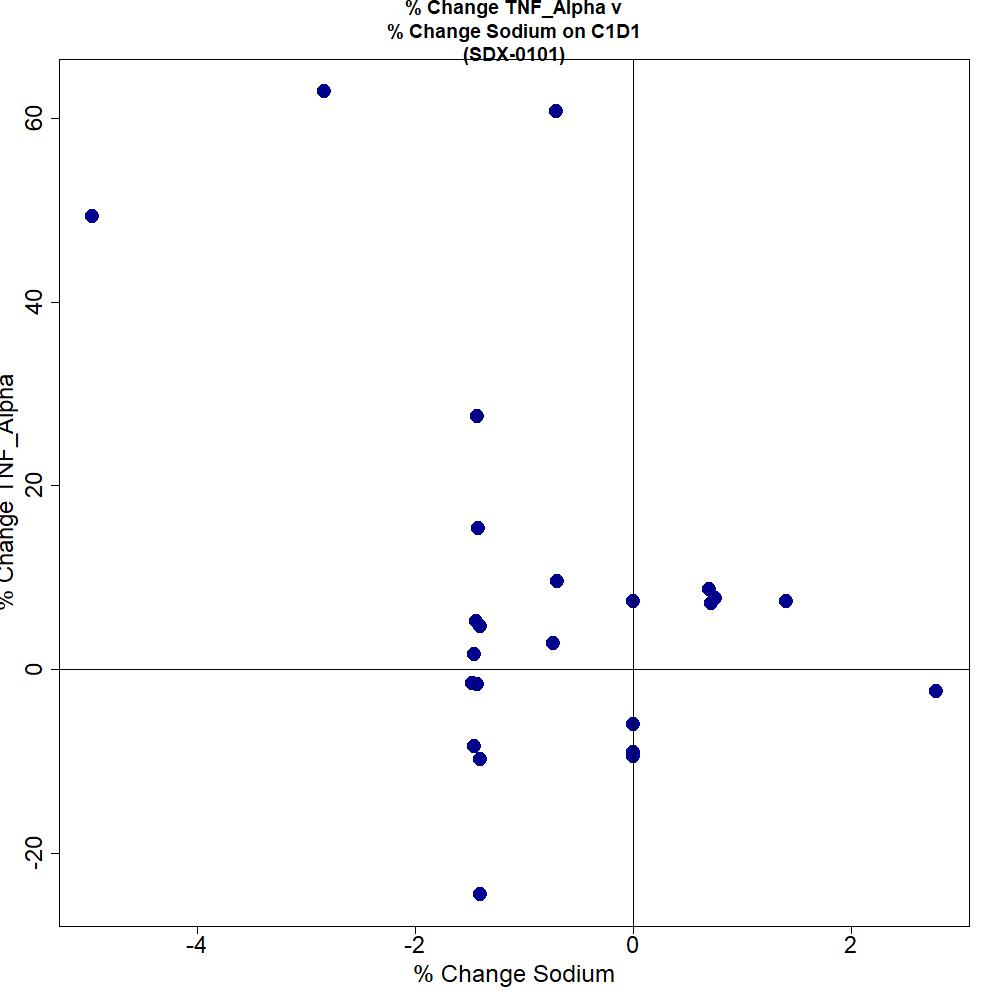 % Change TNF_Alpha v
% Change Sodium on C1D1
(SDX-0101)
% Change TNF_Alpha
60
40
20
0
-20
-4
-2
0
2
% Change Sodium